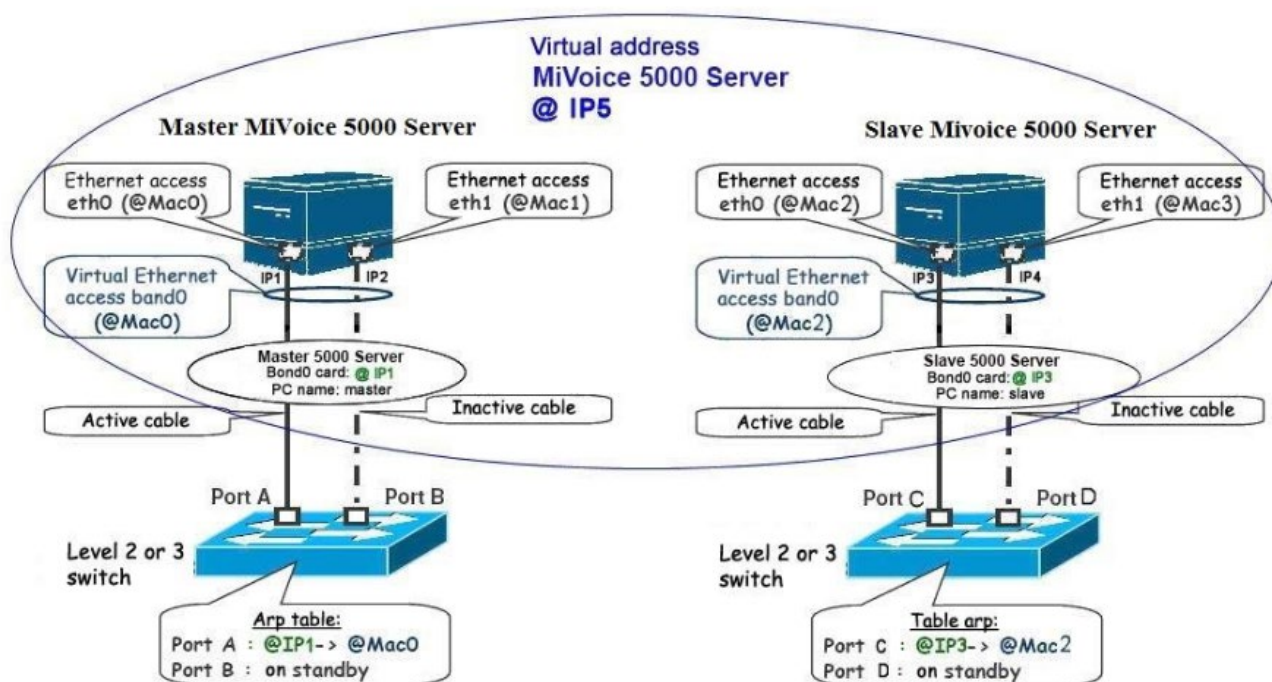 Virtual address
MiVoice 5000 Server
@ IP5
Master MiVoice 5000 Server
Slave Mivoice 5000 Server
Ethernet access
eth0 (@Mac0)
Ethernet access
eth1 (@Mac1)
Ethernet access
eth0 (@Mac2)
Ethernet access
eth1 (@Mac3)
IP1
IP2
IP3
IP4
Virtual Ethernet
access band0
(@Mac0)
Virtual Ethernet
access band0
(@Mac2)
Master 5000 Server
Bond0 card: @ IP1
PC name: master
Slave 5000 Server
Bond0 card: @ IP3
PC name: slave
Active cable
Inactive cable
Active cable
Inactive cable
Port A
Port B
Port C
Port D
Level 2 or 3
switch
Level 2 or 3
switch
Arp table:
Port A : @IP1-> @Mac0
Port B : on standby
Table arp:
Port C : @IP3-> @Mac2
Port D : on standby